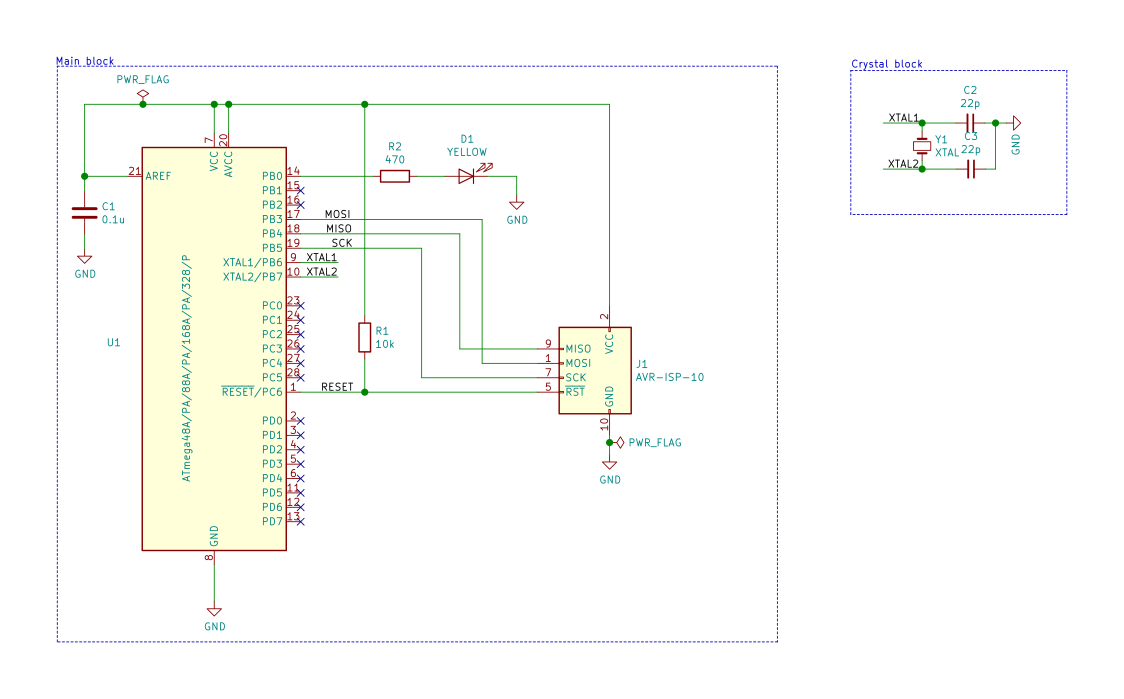 Main block
PWR_FLAG
7
VCC
20
AVCC
21
AREF
C1
0.1u
GND
U1
ATmega48A/PA/88A/PA/168A/PA/328/P
PB0
14
PB1
15
PB2
16
PB3
17
MOSI
PB4
18
MISO
PB5
19
SCK
XTAL1/PB6
9
XTAL1
XTAL2/PB7
10
XTAL2
PC0
23
PC1
24
PC2
25
PC3
26
PC4
27
PC5
28
RESET/PC6
1
RESET
PD0
2
PD1
3
PD2
4
PD3
5
PD4
6
PD5
11
PD6
12
PD7
13
GND
8
GND
R2
470
D1
YELLOW
GND
R1
10k
2
VCC
9
MISO
1
MOSI
7
SCK
5
RST
GND
10
J1
AVR-ISP-10
PWR_FLAG
GND
Crystal block
C2
22p
XTAL1
C3
22p
Y1
XTAL
XTAL2
GND